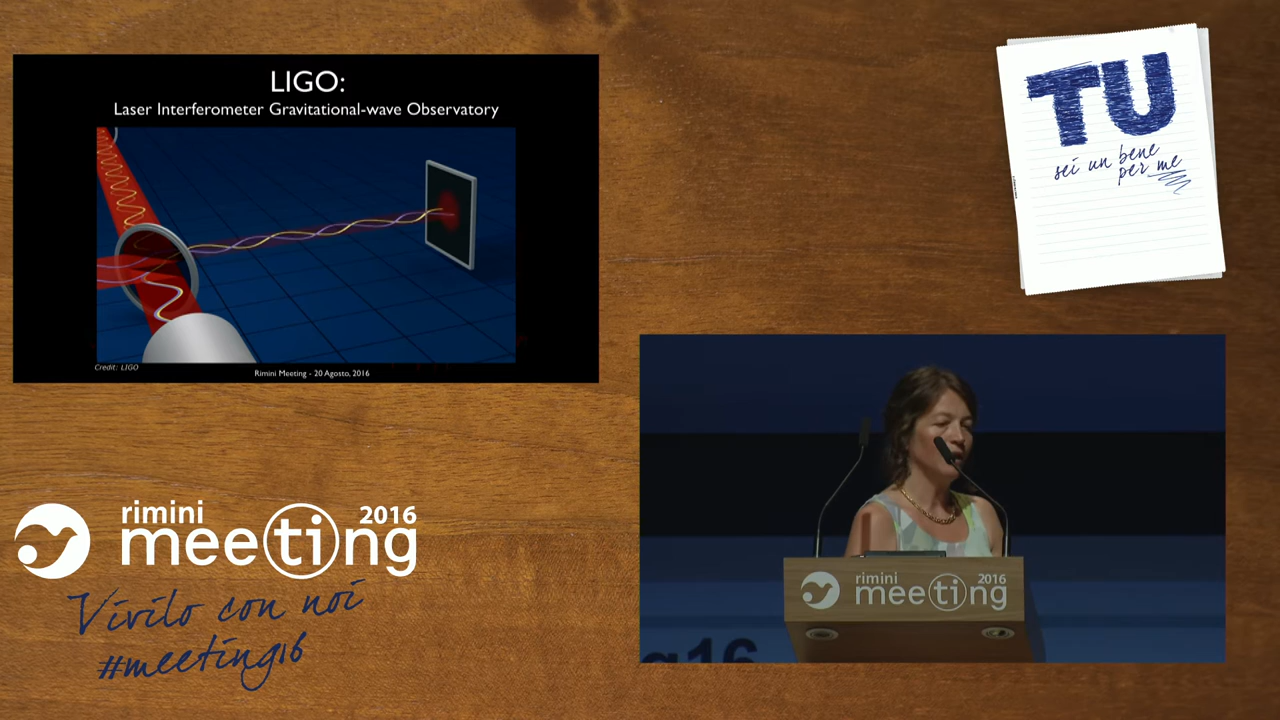 LIGO:
Laser Interferometer Gravitational-wave Observatory
Credit: LIGO
Rimini Meeting - 20 Agosto, 2016
TU
sei un bene
per me
rimini
2016
meeting
Vivilo con noi
#meeting16
rimini
2016
meeting
g16